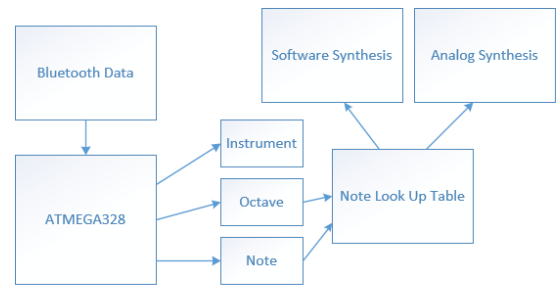 Bluetooth Data
Software Synthesis
Analog Synthesis
Instrument
ATMEGA328
Octave
Note Look Up Table
Note